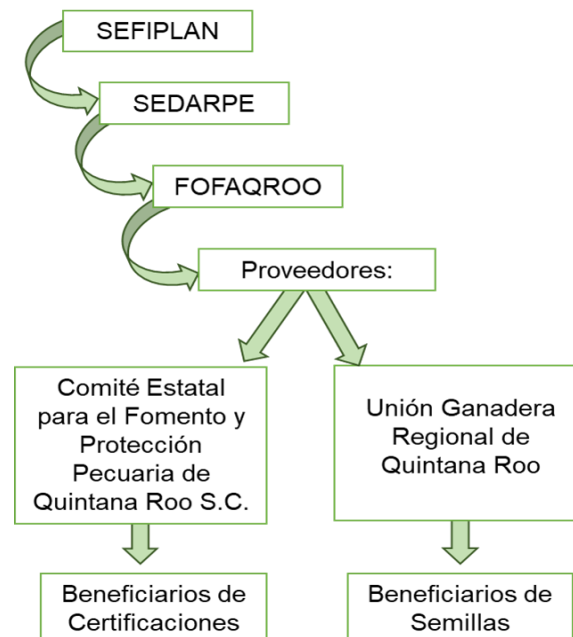 SEFIPLAN
SEDARPE
FOFAQROO
Proveedores:
Comité Estatal
para el Fomento y
Protección
Pecuaria de
Quintana Roo S.C.
Unión Ganadera
Regional de
Quintana Roo
Beneficiarios de
Certificaciones
Beneficiarios de
Semillas